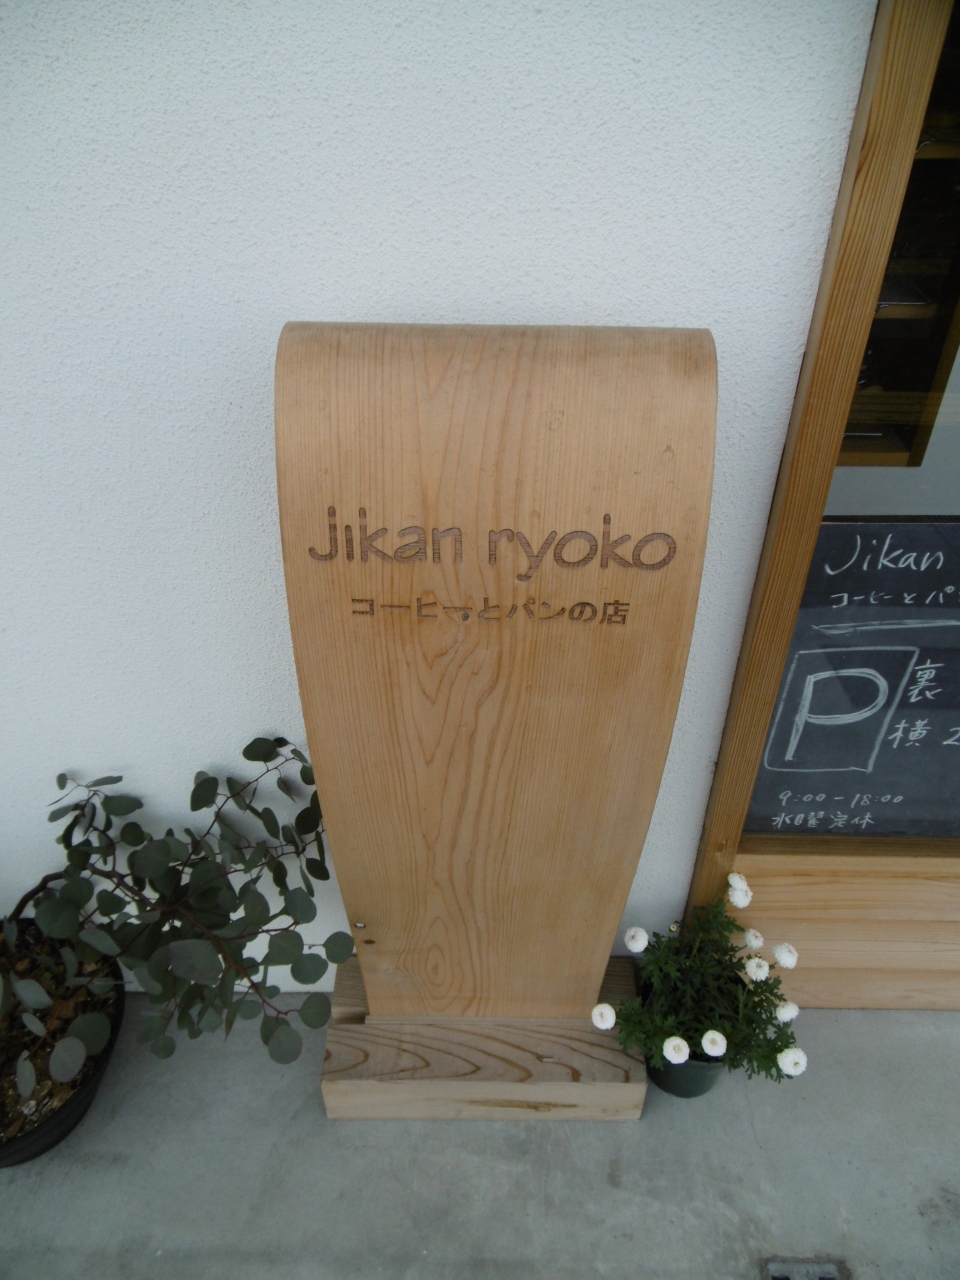 jikan ryoko
コーヒーとパンの店
Jikan
コーヒーとパ
P
裏
横 2
9:00-18:00
水曜定休